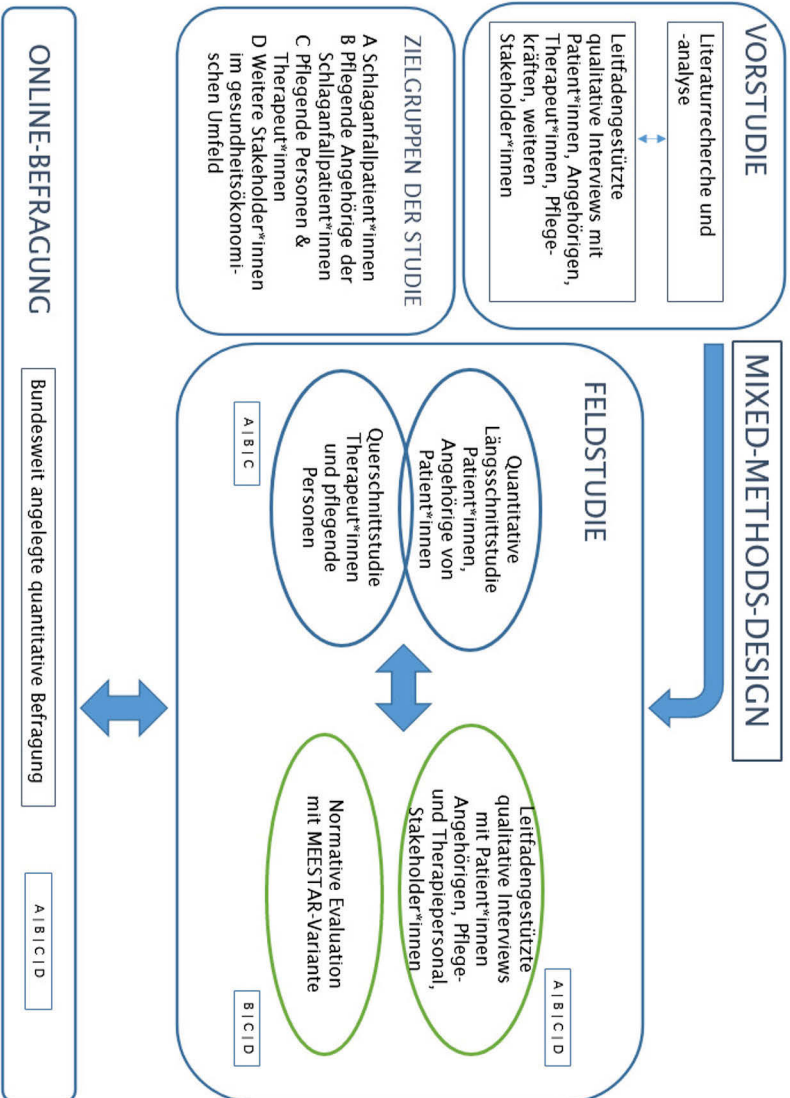 MIXED-METHODS-DESIGN
VORSTUDIE
Literaturrecherche und
-analyse
Leitfadengestützte
qualitative Interviews mit
Patient*innen, Angehörigen,
Therapeut*innen, Pflege-
kräften, weiteren
Stakeholder*innen
ZIELGRUPPEN DER STUDIE
A Schlaganfallpatient*innen
B Pflegende Angehörige der
Schlaganfallpatient*innen
C Pflegende Personen &
Therapeut*innen
D Weitere Stakeholder*innen
im gesundheitsökonomi-
schen Umfeld
FELDSTUDIE
Quantitative
Längsschnittstudie
Patient*innen,
Angehörige von
Patient*innen
Querschnittstudie
Therapeut*innen
und pflegende
Personen
A|B|C
Leitfadengestützte
qualitative Interviews
mit Patient*innen
Angehörigen, Pflege-
und Therapiepersonal,
Stakeholder*innen
A|B|C|D
Normative Evaluation
mit MEESTAR-Variante
B|C|D
ONLINE-BEFRAGUNG
Bundesweit angelegte quantitative Befragung
A|B|C|D